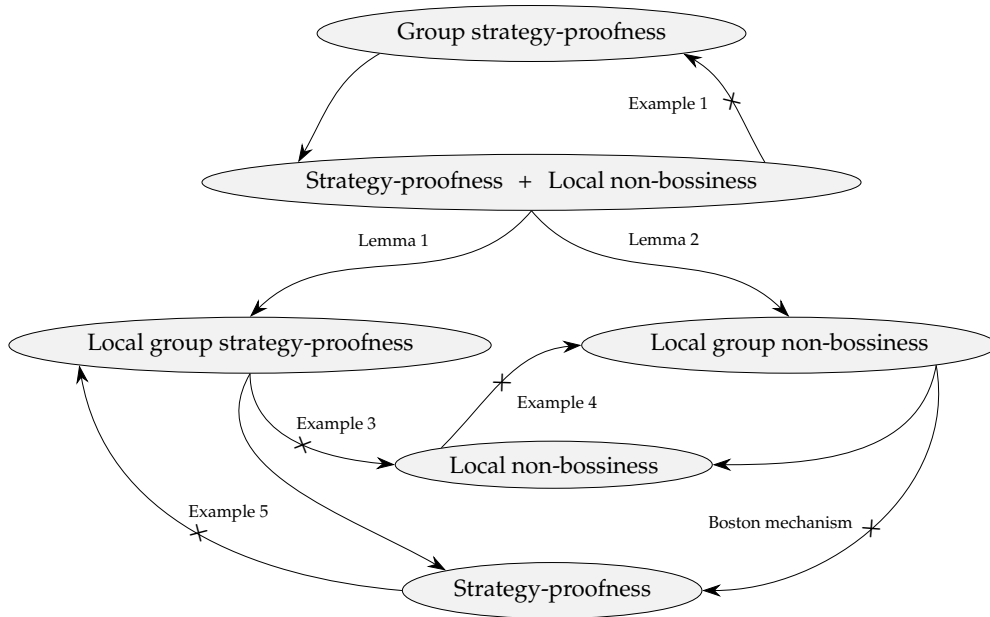 Group strategy-proofness
Example 1
Strategy-proofness + Local non-bossiness
Lemma 1
Lemma 2
Local group strategy-proofness
Local group non-bossiness
Example 4
Example 3
Local non-bossiness
Example 5
Boston mechanism
Strategy-proofness